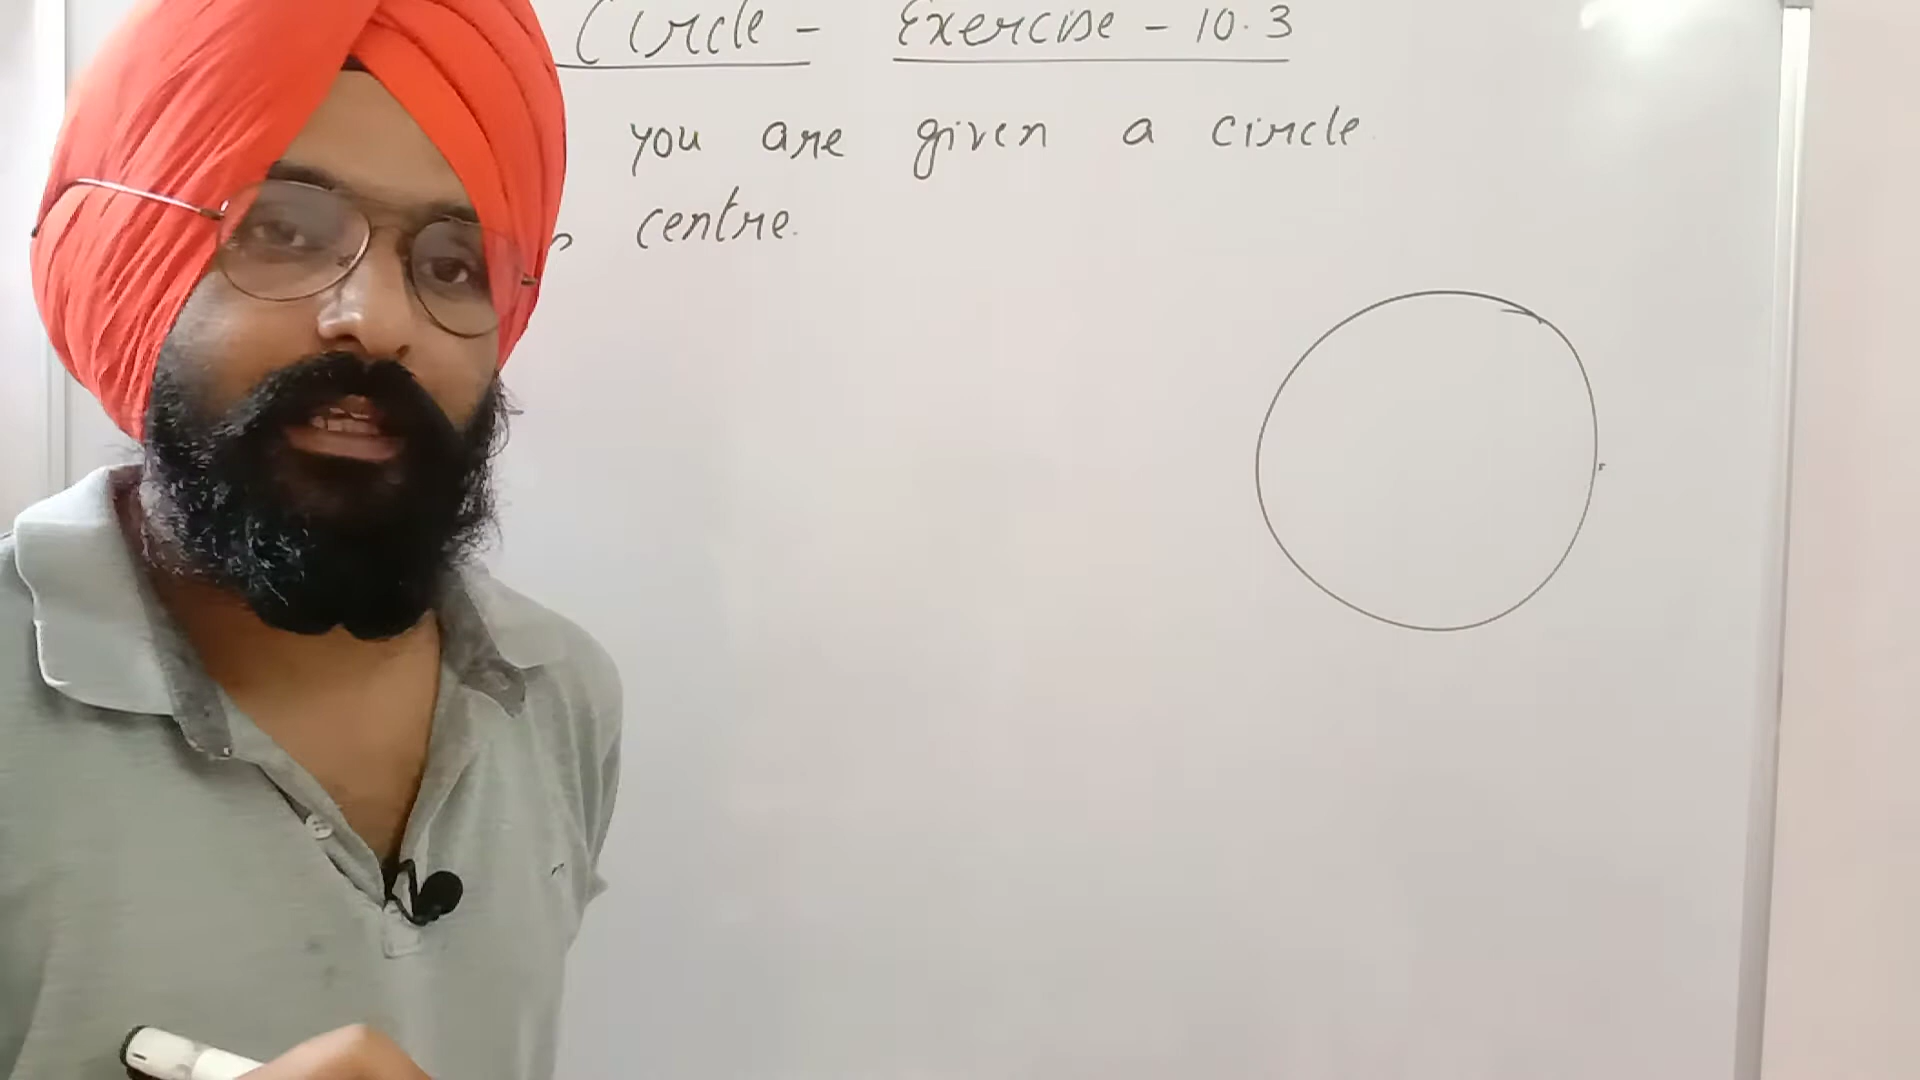 Circle - Exercise - 10.3
you are given a circle
centre.